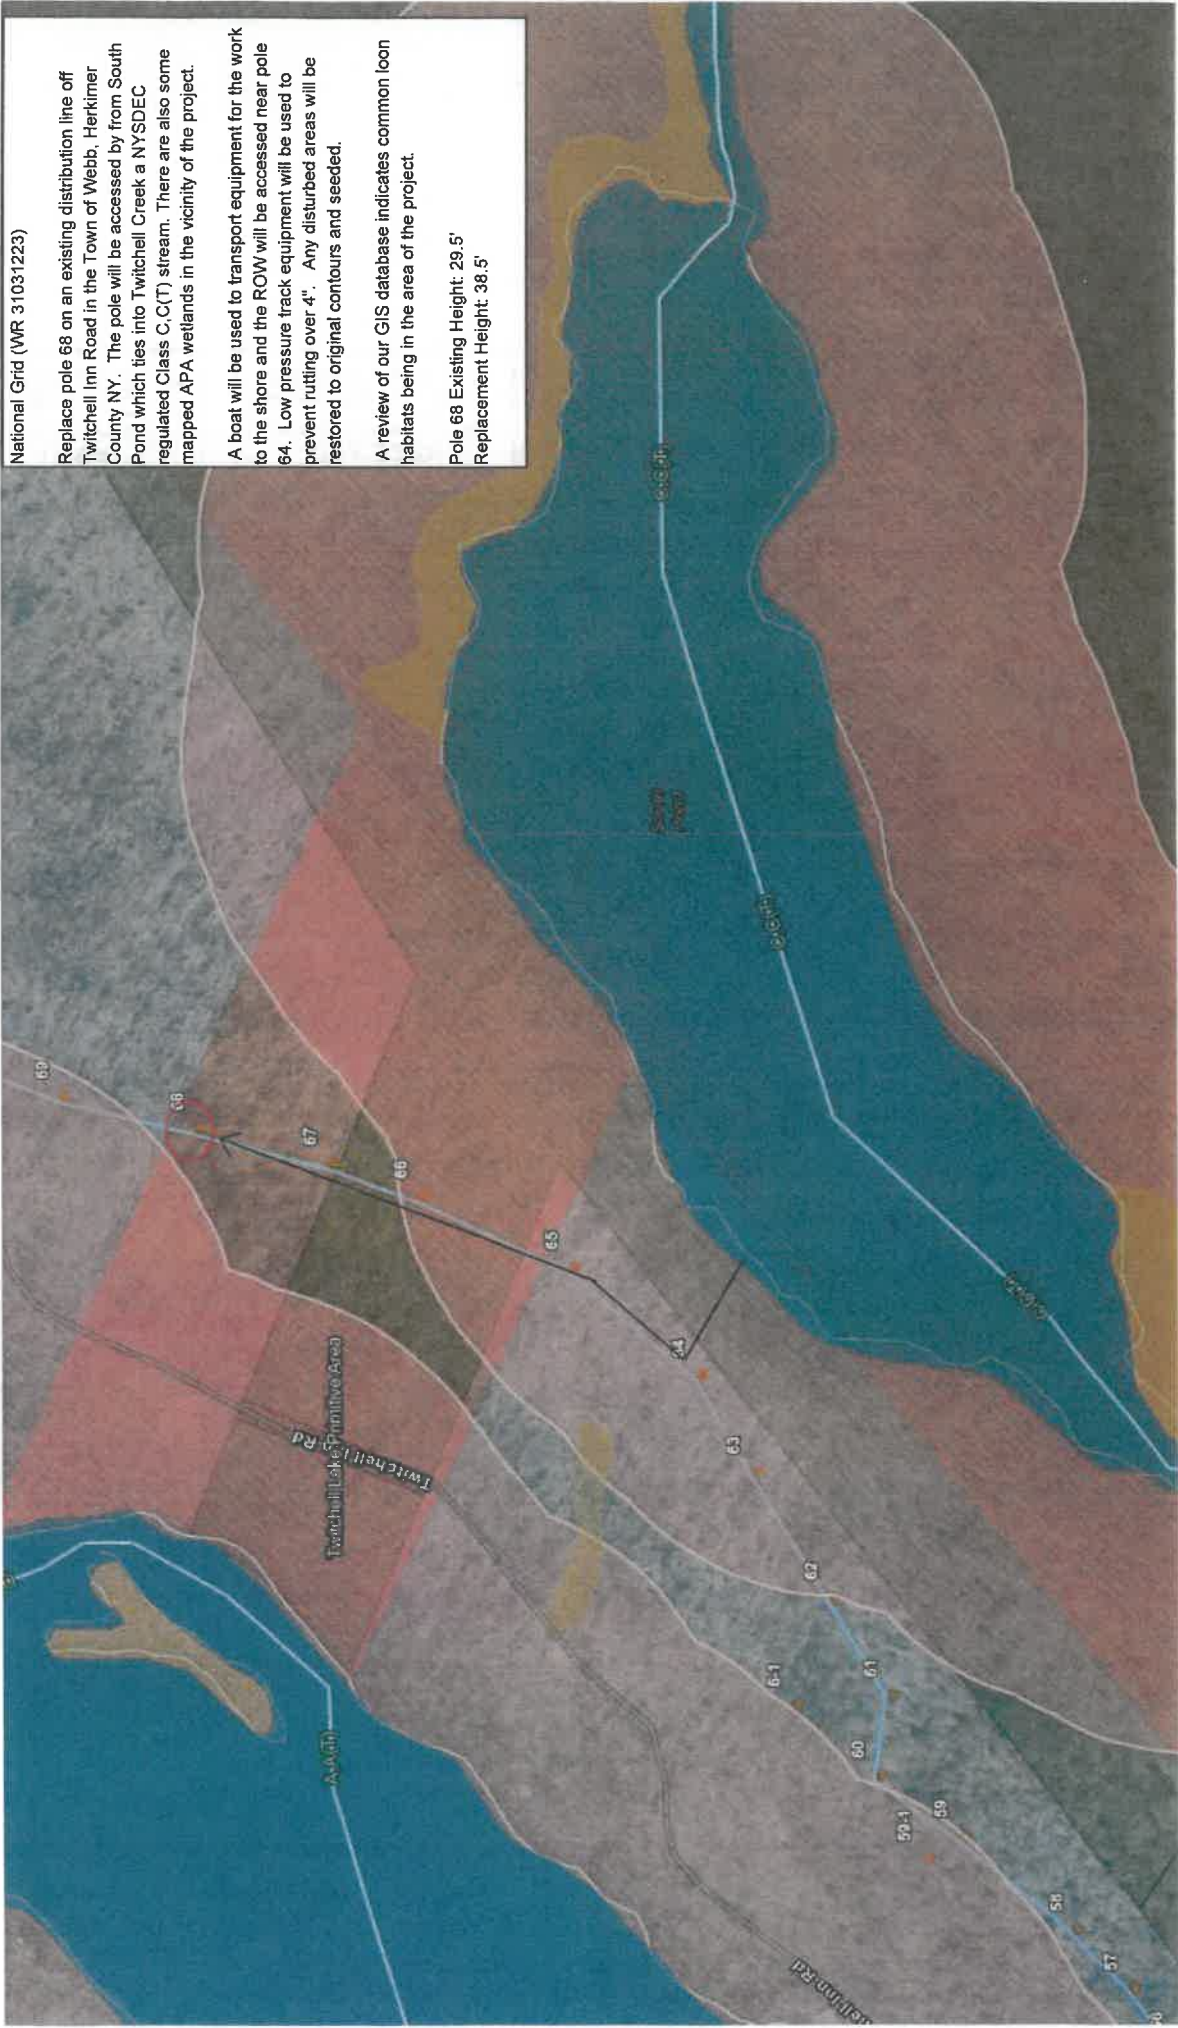 National Grid (WR 31031223)
Replace pole 68 on an existing distribution line off
Twitchell Inn Road in the Town of Webb, Herkimer
County NY. The pole will be accessed by from South
Pond which ties into Twitchell Creek a NYSDEC
regulated Class C,C(T) stream. There are also some
mapped APA wetlands in the vicinity of the project.
A boat will be used to transport equipment for the work
to the shore and the ROW will be accessed near pole
64. Low pressure track equipment will be used to
prevent rutting over 4". Any disturbed areas will be
restored to original contours and seeded.
A review of our GIS database indicates common loon
habitats being in the area of the project.
Pole 68 Existing Height: 29.5'
Replacement Height: 38.5'
69
68
67
66
65
64
63
62
61
6-1
60
59-1
59
58
57
Twitchell Lake Primitive Area
Rd
A-A(T)
C-C(T)
C-C(T)
C-C(T)
Inn Rd